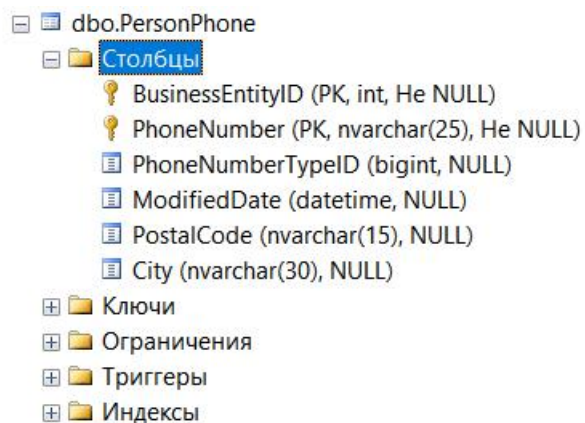 dbo.PersonPhone
Столбцы
BusinessEntityID (PK, int, Не NULL)
PhoneNumber (PK, nvarchar(25), Не NULL)
PhoneNumberTypeID (bigint, NULL)
ModifiedDate (datetime, NULL)
PostalCode (nvarchar(15), NULL)
City (nvarchar(30), NULL)
Ключи
Ограничения
Триггеры
Индексы